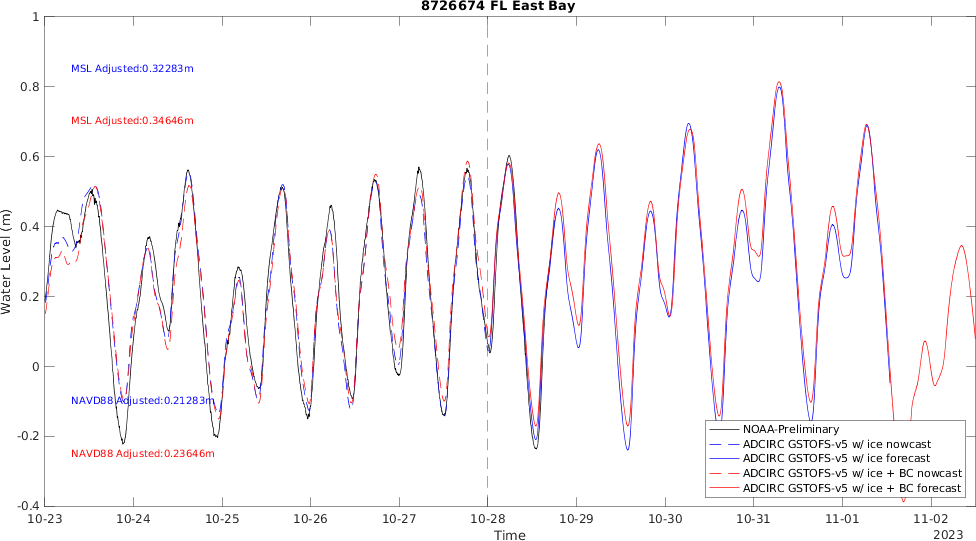 8726674 FL East Bay
1
0.8
0.6
0.4
0.2
0
-0.2
-0.4
Water Level (m)
MSL Adjusted:0.32283m
MSL Adjusted:0.34646m
NAVD88 Adjusted:0.21283m
NAVD88 Adjusted:0.23646m
NOAA-Preliminary
ADCIRC GSTOFS-v5 w/ ice nowcast
ADCIRC GSTOFS-v5 w/ ice forecast
ADCIRC GSTOFS-v5 w/ ice + BC nowcast
ADCIRC GSTOFS-v5 w/ ice + BC forecast
10-23 10-24 10-25 10-26 10-27 10-28 10-29 10-30 10-31 11-01 11-02
2023
Time